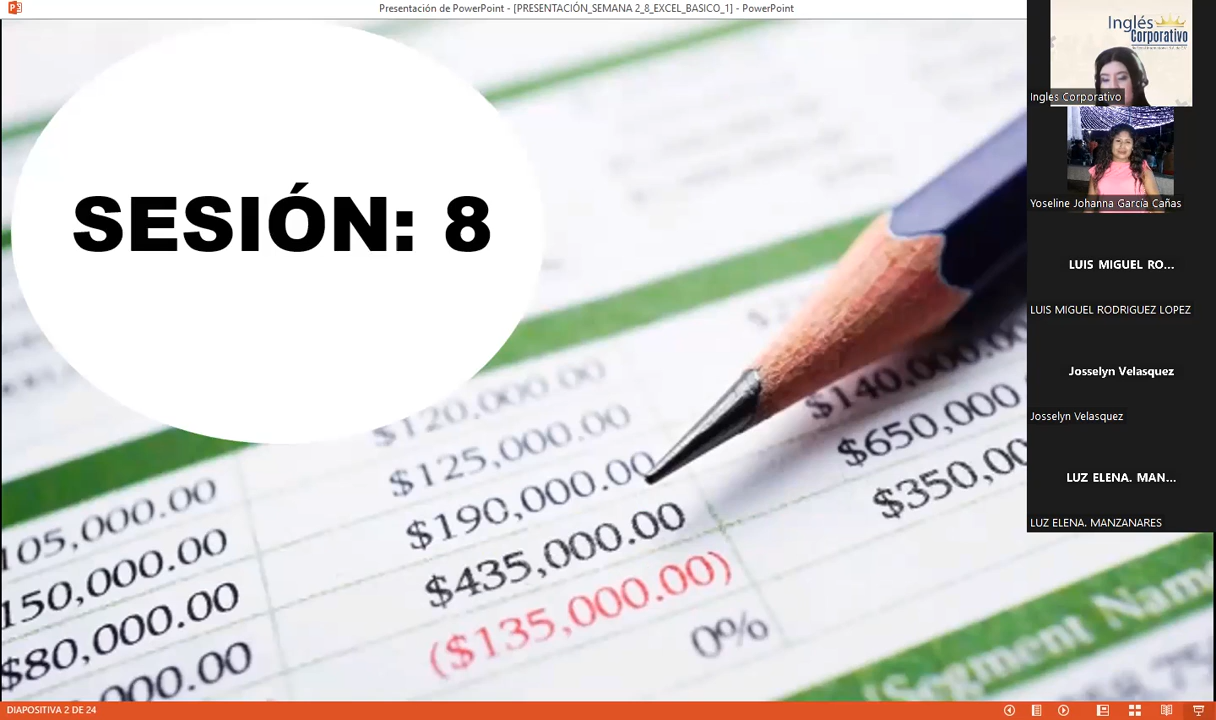 Presentación de PowerPoint - [PRESENTACIÓN_SEMANA 2_8_EXCEL_BASICO_1] - PowerPoint
SESIÓN: 8
$120,000.00
$125,000.00
$190,000.00
$435,000.00
($135,000.00)
0%
105,000.00
150,000.00
$80,000.00
000.00
$140,000.0
$650,000
$350,00
(Segment Name
Inglés
Corporativo
Ingles Corporativo
Yoseline Johanna García Cañas
LUIS MIGUEL RO...
LUIS MIGUEL RODRIGUEZ LOPEZ
Josselyn Velasquez
Josselyn Velasquez
LUZ ELENA. MAN...
LUZ ELENA. MANZANARES
DIAPOSITIVA 2 DE 24